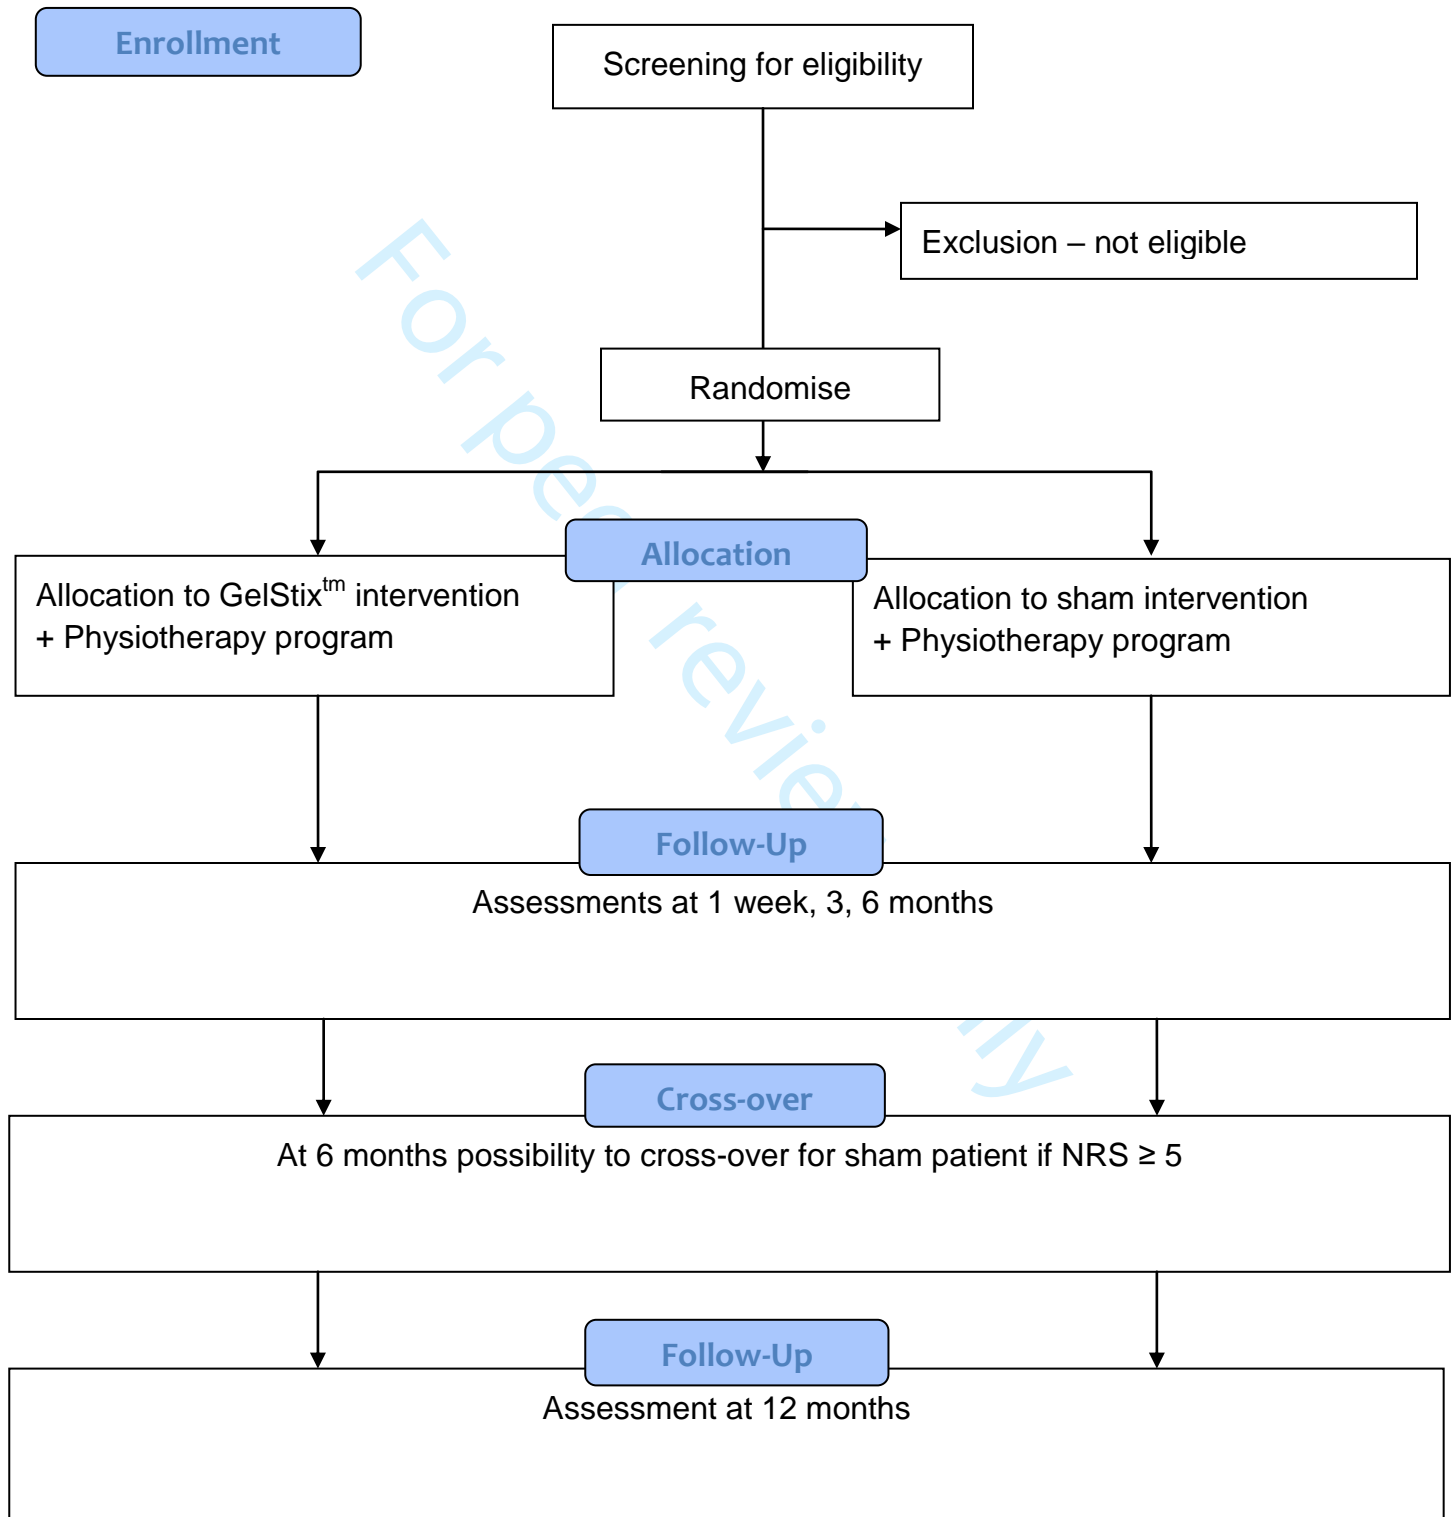 Enrollment
Screening for eligibility
Exclusion – not eligible
Randomise
Allocation
Allocation to GelStix™ intervention
+ Physiotherapy program
Allocation to sham intervention
+ Physiotherapy program
Follow-Up
Assessments at 1 week, 3, 6 months
Cross-over
At 6 months possibility to cross-over for sham patient if NRS ≥ 5
Follow-Up
Assessment at 12 months
For peer review only